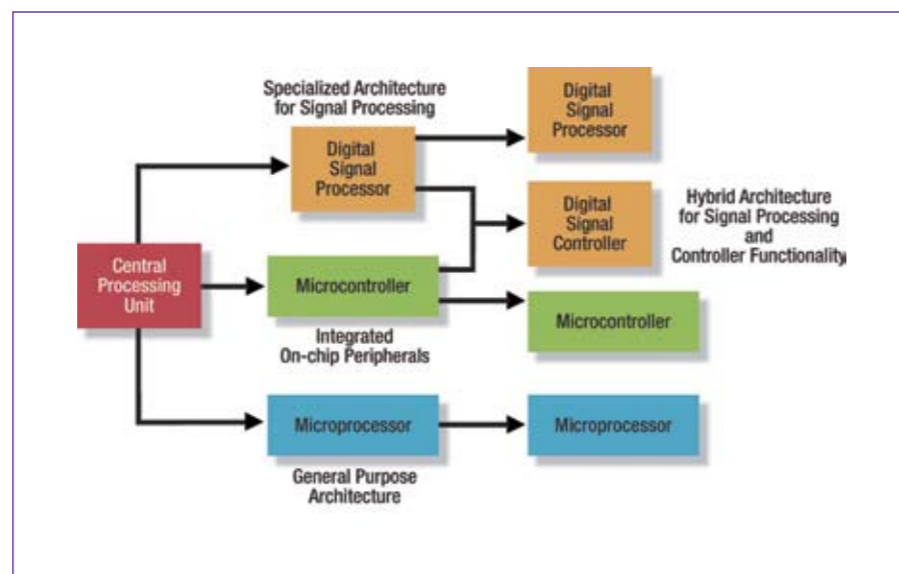 Specialized Architecture
for Signal Processing
Digital
Signal
Processor
Digital
Signal
Processor
Digital
Signal
Controller
Hybrid Architecture
for Signal Processing
and
Controller Functionality
Central
Processing
Unit
Microcontroller
Integrated
On-chip Peripherals
Microcontroller
Microprocessor
General Purpose
Architecture
Microprocessor